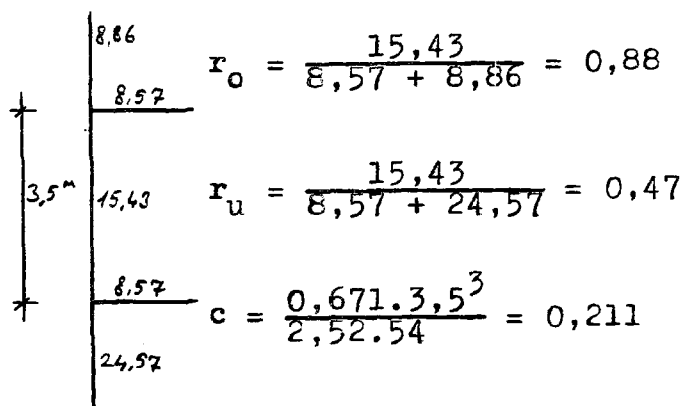 8,86
r_o = 15,43 / (8,57 + 8,86) = 0,88
8,57
3,5 m
15,43
r_u = 15,43 / (8,57 + 24,57) = 0,47
8,57
c = 0,671.3,5³ / 2,52.54 = 0,211
24,57